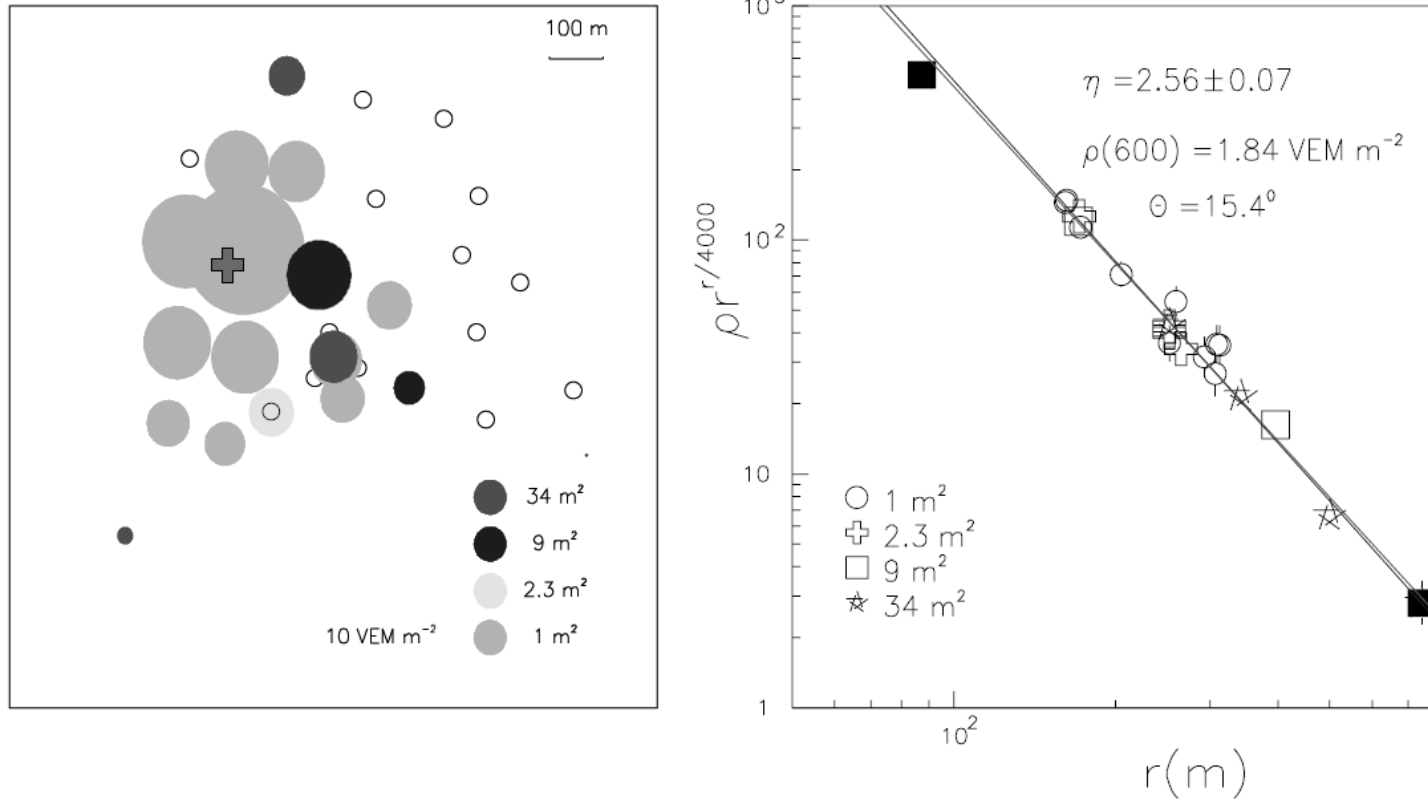 100 m
34 m²
9 m²
2.3 m²
10 VEM m⁻² 1 m²
10³
η =2.56±0.07
ρ(600) =1.84 VEM m⁻²
Θ =15.4⁰
ρr^r/4000
10²
10
1 m²
2.3 m²
9 m²
34 m²
1
10²
r(m)